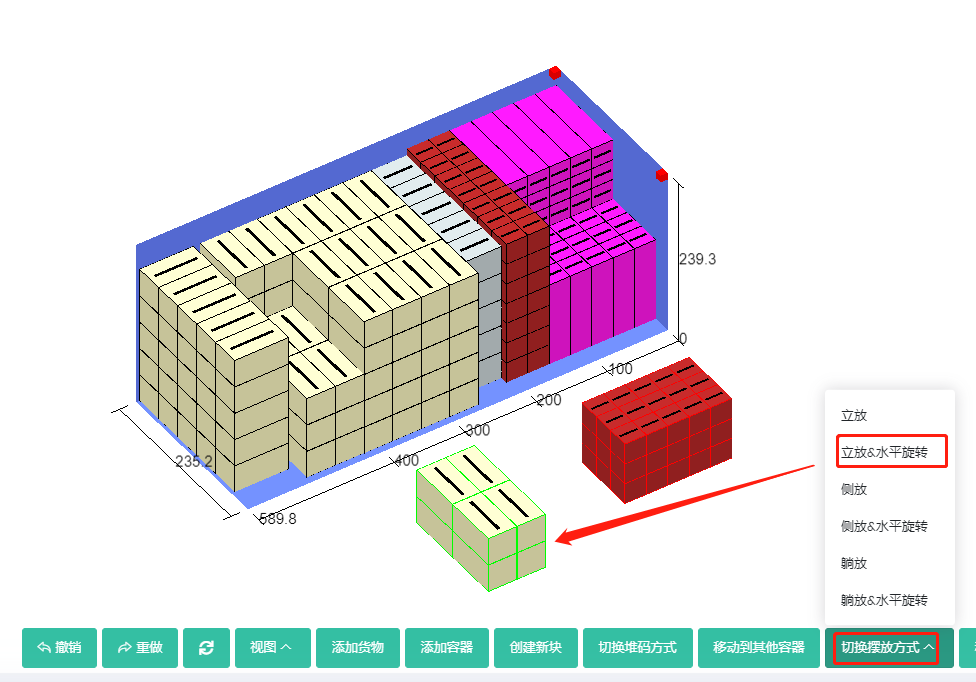 239.3
0
100
200
300
400
235.2
589.8
立放
立放&水平旋转
侧放
侧放&水平旋转
躺放
躺放&水平旋转
撤销 重做 视图 添加货物 添加容器 创建新块 切换堆码方式 移动到其他容器 切换摆放方式